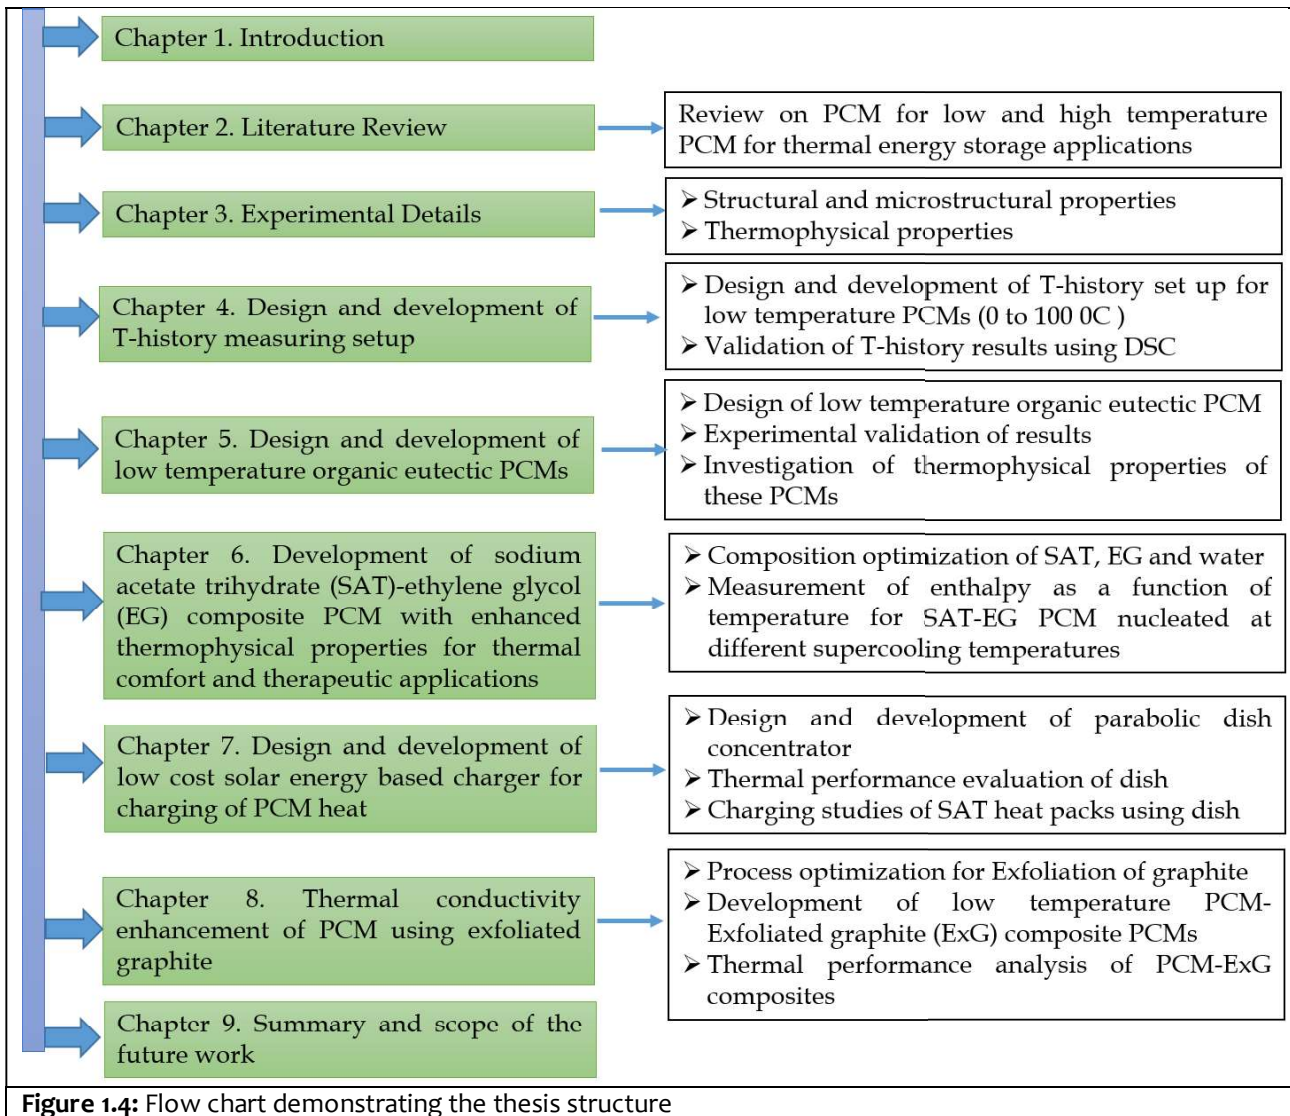 Chapter 1. Introduction
Chapter 2. Literature Review
Review on PCM for low and high temperature
PCM for thermal energy storage applications
Chapter 3. Experimental Details
➢ Structural and microstructural properties
➢ Thermophysical properties
Chapter 4. Design and development of
T-history measuring setup
➢ Design and development of T-history set up for
low temperature PCMs (0 to 100 0C )
➢ Validation of T-history results using DSC
Chapter 5. Design and development of
low temperature organic eutectic PCMs
➢ Design of low temperature organic eutectic PCM
➢ Experimental validation of results
➢ Investigation of thermophysical properties of
these PCMs
Chapter 6. Development of sodium
acetate trihydrate (SAT)-ethylene glycol
(EG) composite PCM with enhanced
thermophysical properties for thermal
comfort and therapeutic applications
➢ Composition optimization of SAT, EG and water
➢ Measurement of enthalpy as a function of
temperature for SAT-EG PCM nucleated at
different supercooling temperatures
Chapter 7. Design and development of
low cost solar energy based charger for
charging of PCM heat
➢ Design and development of parabolic dish
concentrator
➢ Thermal performance evaluation of dish
➢ Charging studies of SAT heat packs using dish
Chapter 8. Thermal conductivity
enhancement of PCM using exfoliated
graphite
➢ Process optimization for Exfoliation of graphite
➢ Development of low temperature PCM-
Exfoliated graphite (ExG) composite PCMs
➢ Thermal performance analysis of PCM-ExG
composites
Chapter 9. Summary and scope of the
future work
Figure 1.4: Flow chart demonstrating the thesis structure